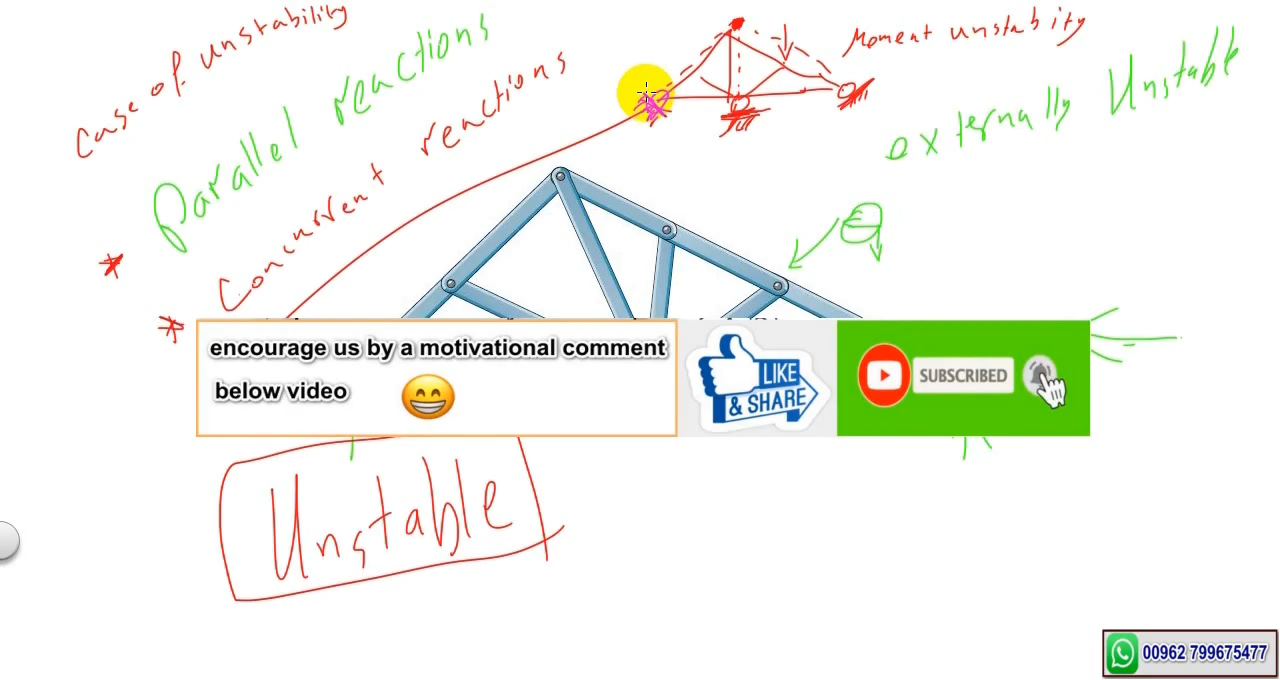 Case of unstability
Parallel reactions
Concurrent reactions
Moment unstability
externally Unstable
encourage us by a motivational comment
below video
LIKE
& SHARE
SUBSCRIBED
Unstable
00962 799675477